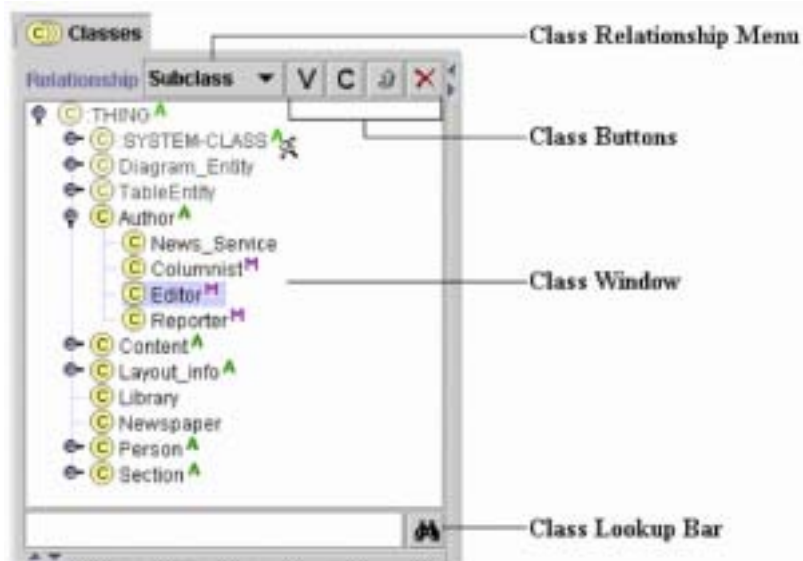 Classes
Class Relationship Menu
Relationship Subclass V C
:THING A
:SYSTEM-CLASS A
Class Buttons
Diagram_Entity
TableEntity
Author A
News_Service
Columnist M
Class Window
Editor M
Reporter M
Content A
Layout_info A
Library
Newspaper
Person A
Section A
Class Lookup Bar